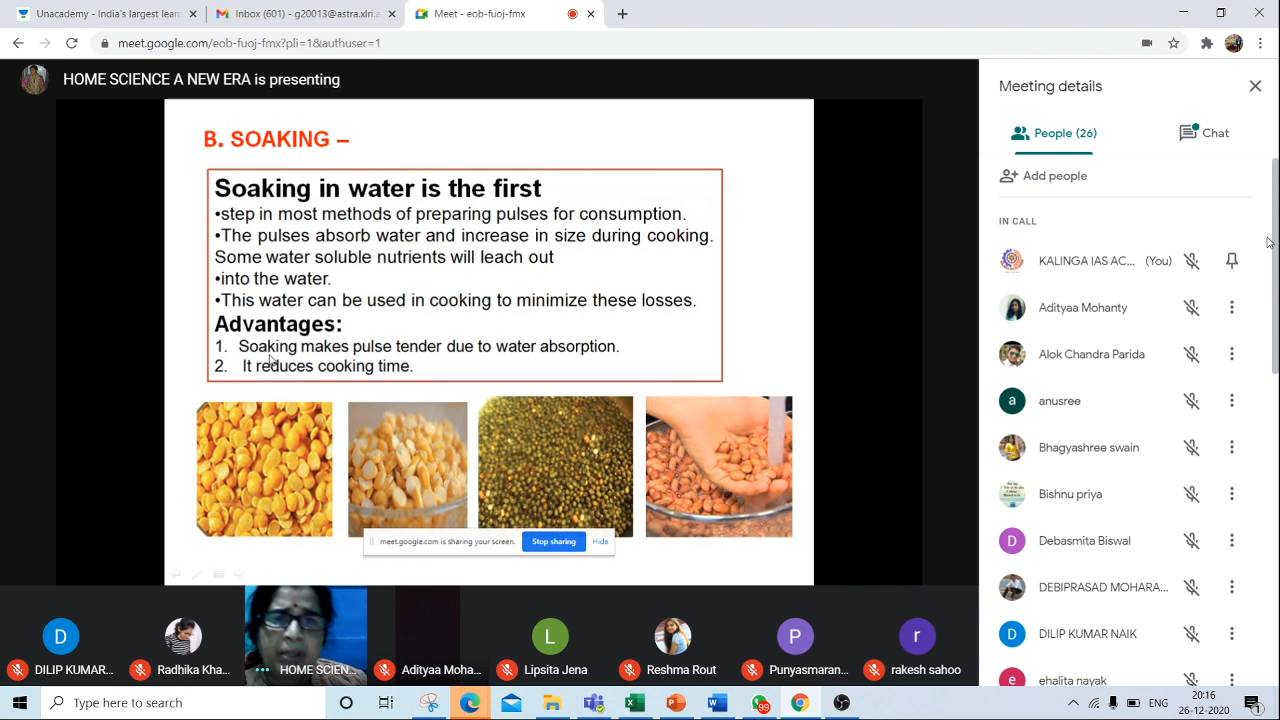 Unacademy - India's largest learn
Inbox (601) - g20013@astra.xlri.a
Meet - eob-fuoj-fmx
meet.google.com/eob-fuoj-fmx?pli=1&authuser=1
HOME SCIENCE A NEW ERA is presenting
B. SOAKING –
Soaking in water is the first
•step in most methods of preparing pulses for consumption.
•The pulses absorb water and increase in size during cooking.
Some water soluble nutrients will leach out
•into the water.
•This water can be used in cooking to minimize these losses.
Advantages:
1. Soaking makes pulse tender due to water absorption.
2. It reduces cooking time.
meet.google.com is sharing your screen.
Stop sharing
Hide
D
L
P
r
DILIP KUMAR...
Radhika Kha...
HOME SCIEN...
Adityaa Moha...
Lipsita Jena
Reshma Rout
Punyasmaran...
rakesh sahoo
Meeting details
People (26)
Chat
Add people
IN CALL
KALINGA IAS AC... (You)
Adityaa Mohanty
Alok Chandra Parida
a
anusree
Bhagyashree swain
Bishnu priya
D
Debasmita Biswal
DEBIPRASAD MOHARA...
D
DILIP KUMAR NAIK
e
ehalita nayak
Type here to search
99
ENG
20:16
26-12-2020
1